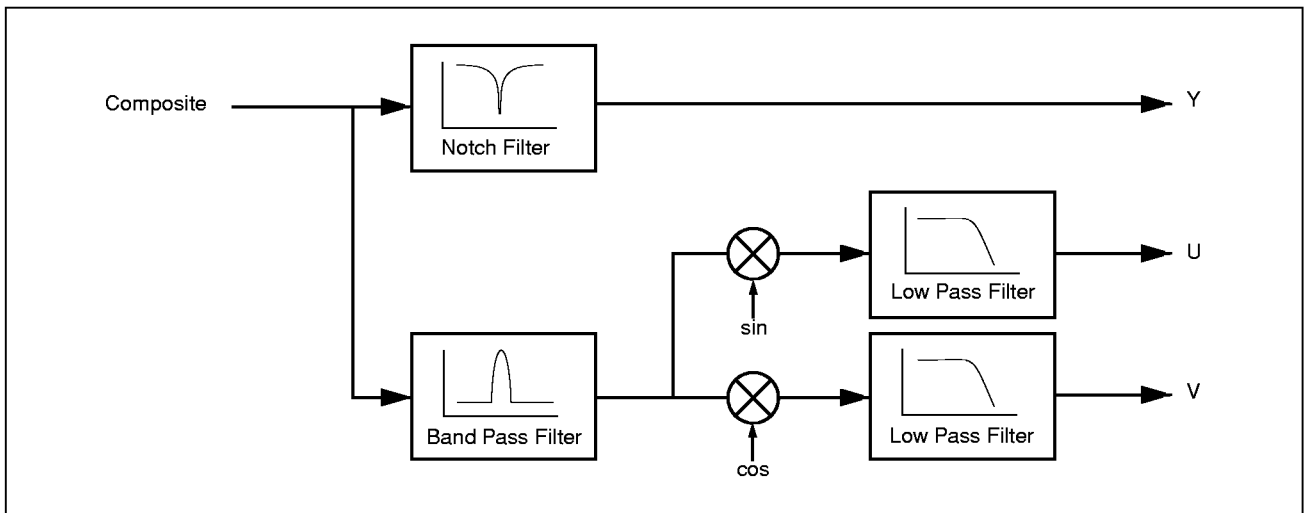 Composite
Notch Filter
Y
sin
Low Pass Filter
U
Band Pass Filter
cos
Low Pass Filter
V